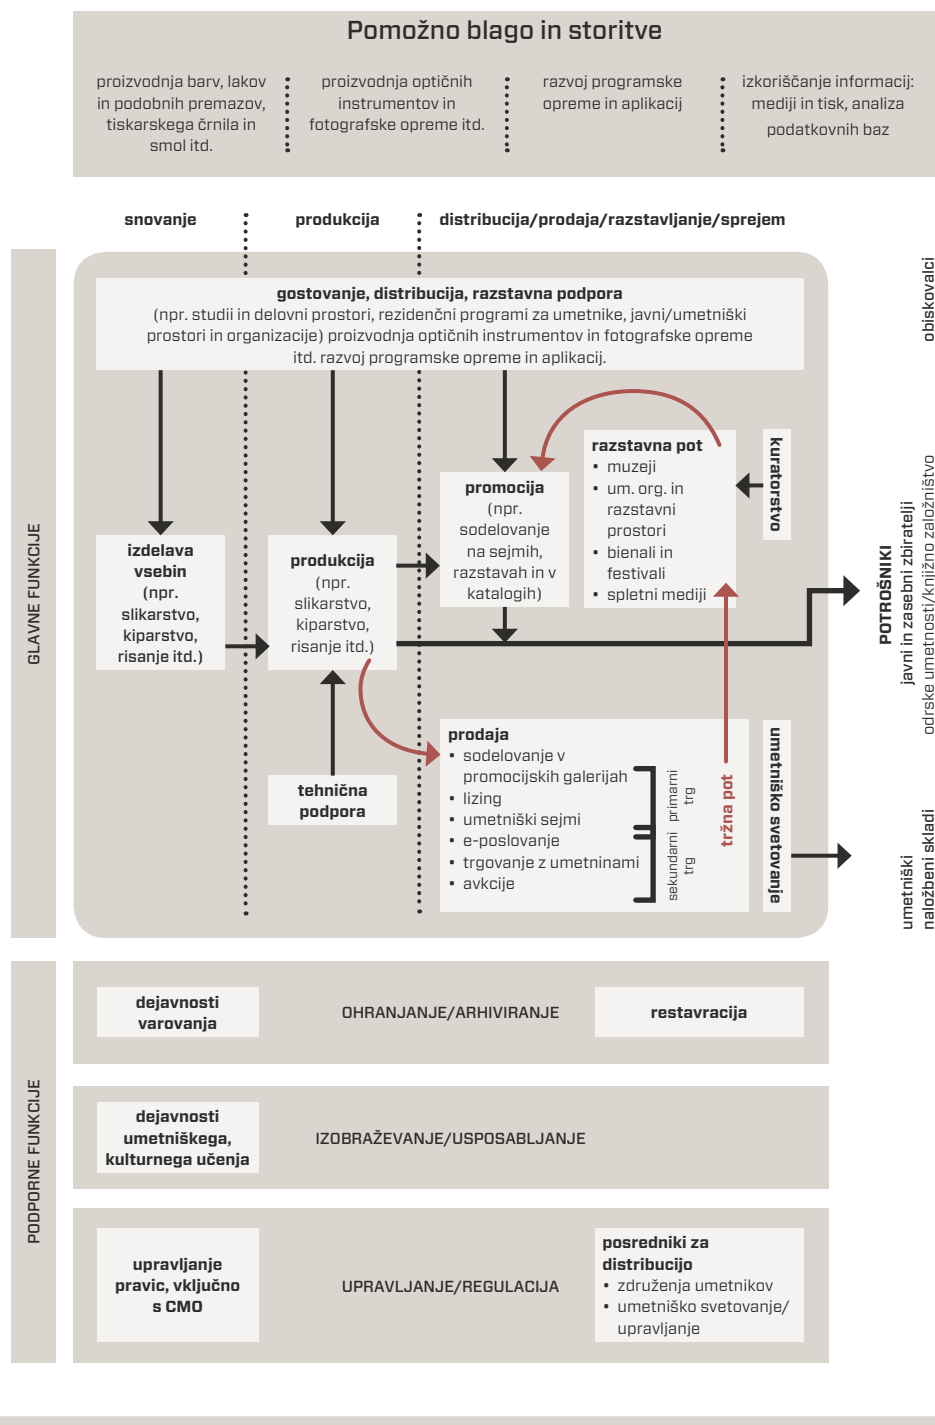 Pomožno blago in storitve
proizvodnja barv, lakov
in podobnih premazov,
tiskarskega črnila in
smol itd.
proizvodnja optičnih
instrumentov in
fotografske opreme itd.
razvoj programske
opreme in aplikacij
izkoriščanje informacij:
mediji in tisk, analiza
podatkovnih baz
snovanje
produkcija
distribucija/prodaja/razstavljanje/sprejem
GLAVNE FUNKCIJE
gostovanje, distribucija, razstavna podpora
(npr. studii in delovni prostori, rezidenčni programi za umetnike, javni/umetniški
prostori in organizacije) proizvodnja optičnih instrumentov in fotografske opreme
itd. razvoj programske opreme in aplikacij.
izdelava
vsebin
(npr.
slikarstvo,
kiparstvo,
risanje itd.)
produkcija
(npr.
slikarstvo,
kiparstvo,
risanje itd.)
tehnična
podpora
promocija
(npr.
sodelovanje
na sejmih,
razstavah in v
katalogih)
razstavna pot
• muzeji
• um. org. in
razstavni
prostori
• bienali in
festivali
• spletni mediji
kuratorstvo
prodaja
• sodelovanje v
promocijskih galerijah
• lizing
• umetniški sejmi
• e-poslovanje
• trgovanje z umetninami
• avkcije
primarni
trg
sekundarni
trg
tržna pot
umetniško svetovanje
obiskovalci
POTROŠNIKI
javni in zasebni zbiratelji
odrske umetnosti/knjižno založništvo
umetniški
naložbeni skladi
PODPORNE FUNKCIJE
dejavnosti
varovanja
OHRANJANJE/ARHIVIRANJE
restavracija
dejavnosti
umetniškega,
kulturnega učenja
IZOBRAŽEVANJE/USPOSABLJANJE
upravljanje
pravic, vključno
s CMO
UPRAVLJANJE/REGULACIJA
posredniki za
distribucijo
• združenja umetnikov
• umetniško svetovanje/
upravljanje